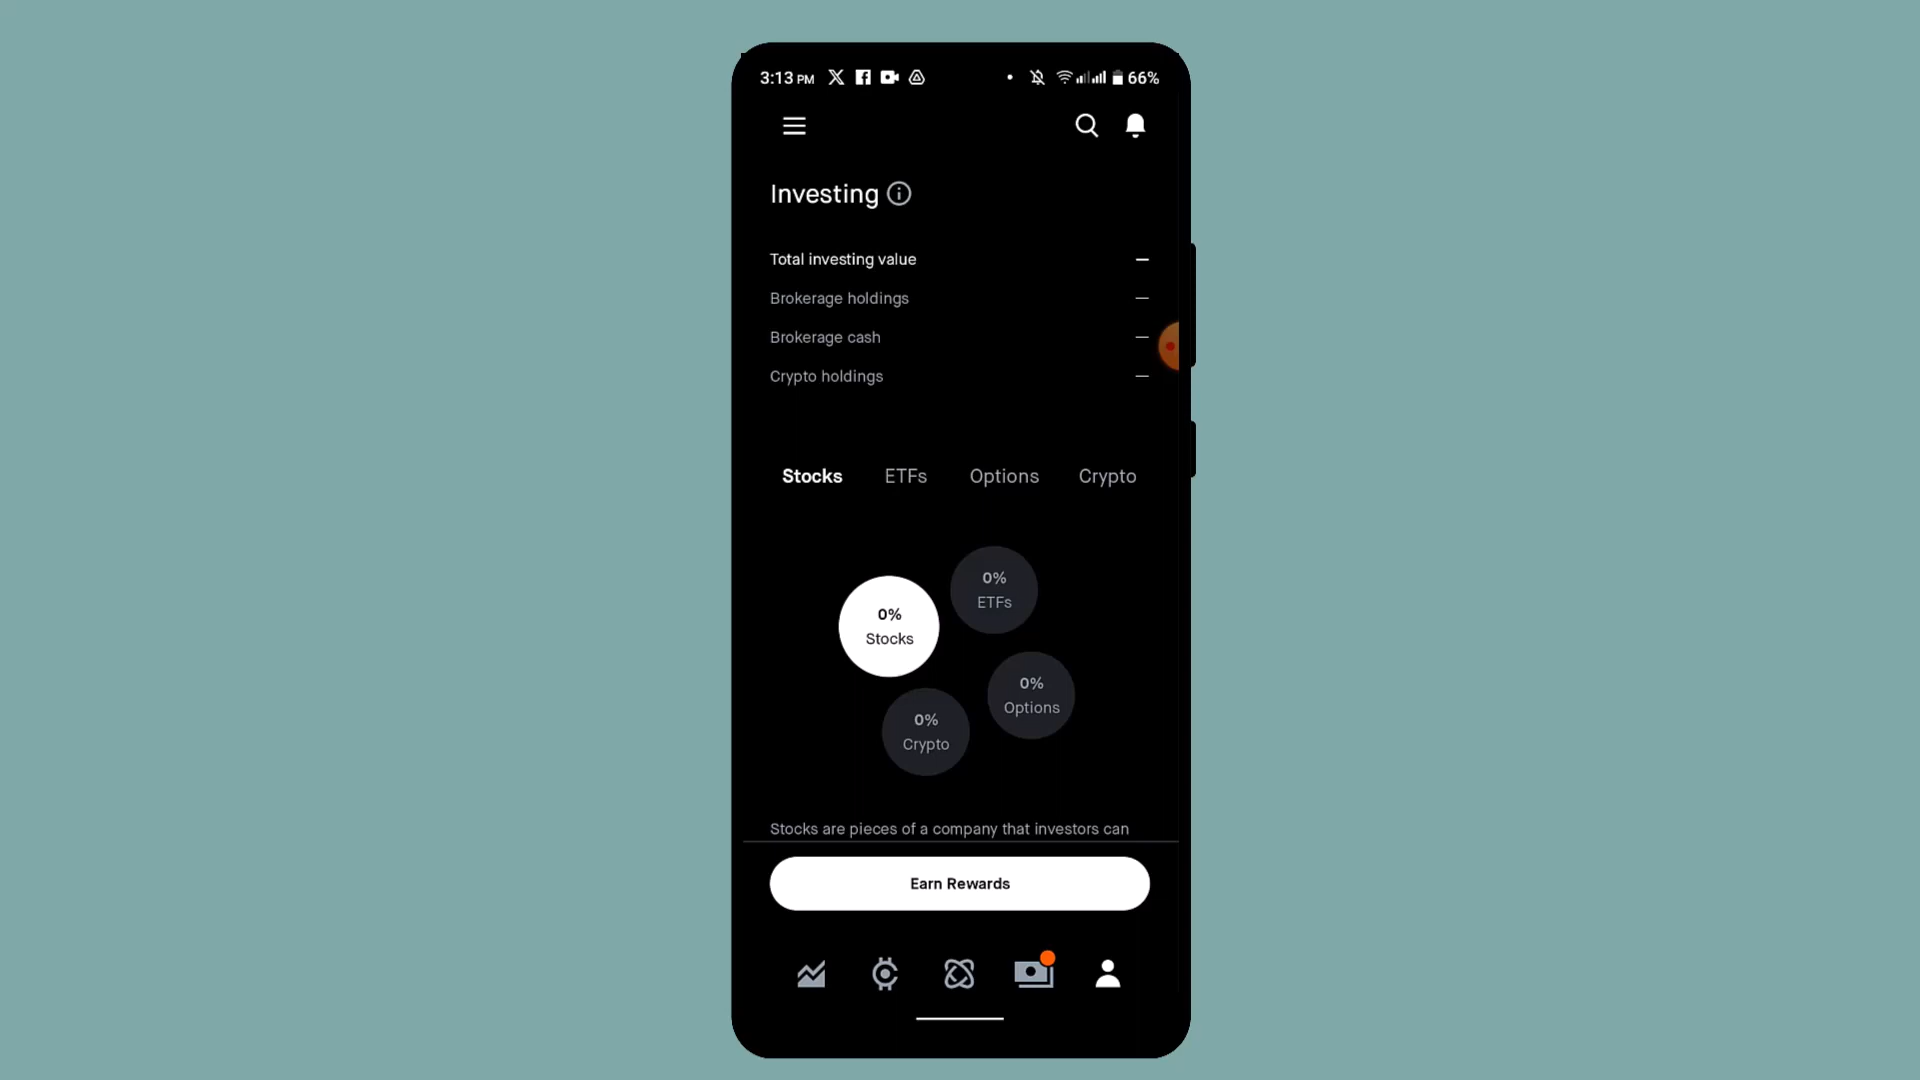 3:13 PM 66%
Investing
Total investing value —
Brokerage holdings —
Brokerage cash —
Crypto holdings —
Stocks ETFs Options Crypto
0%
ETFs
0%
Stocks
0%
Options
0%
Crypto
Stocks are pieces of a company that investors can
Earn Rewards